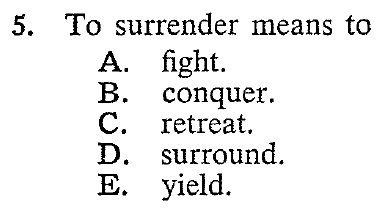 5. To surrender means to
A. fight.
B. conquer.
C. retreat.
D. surround.
E. yield.